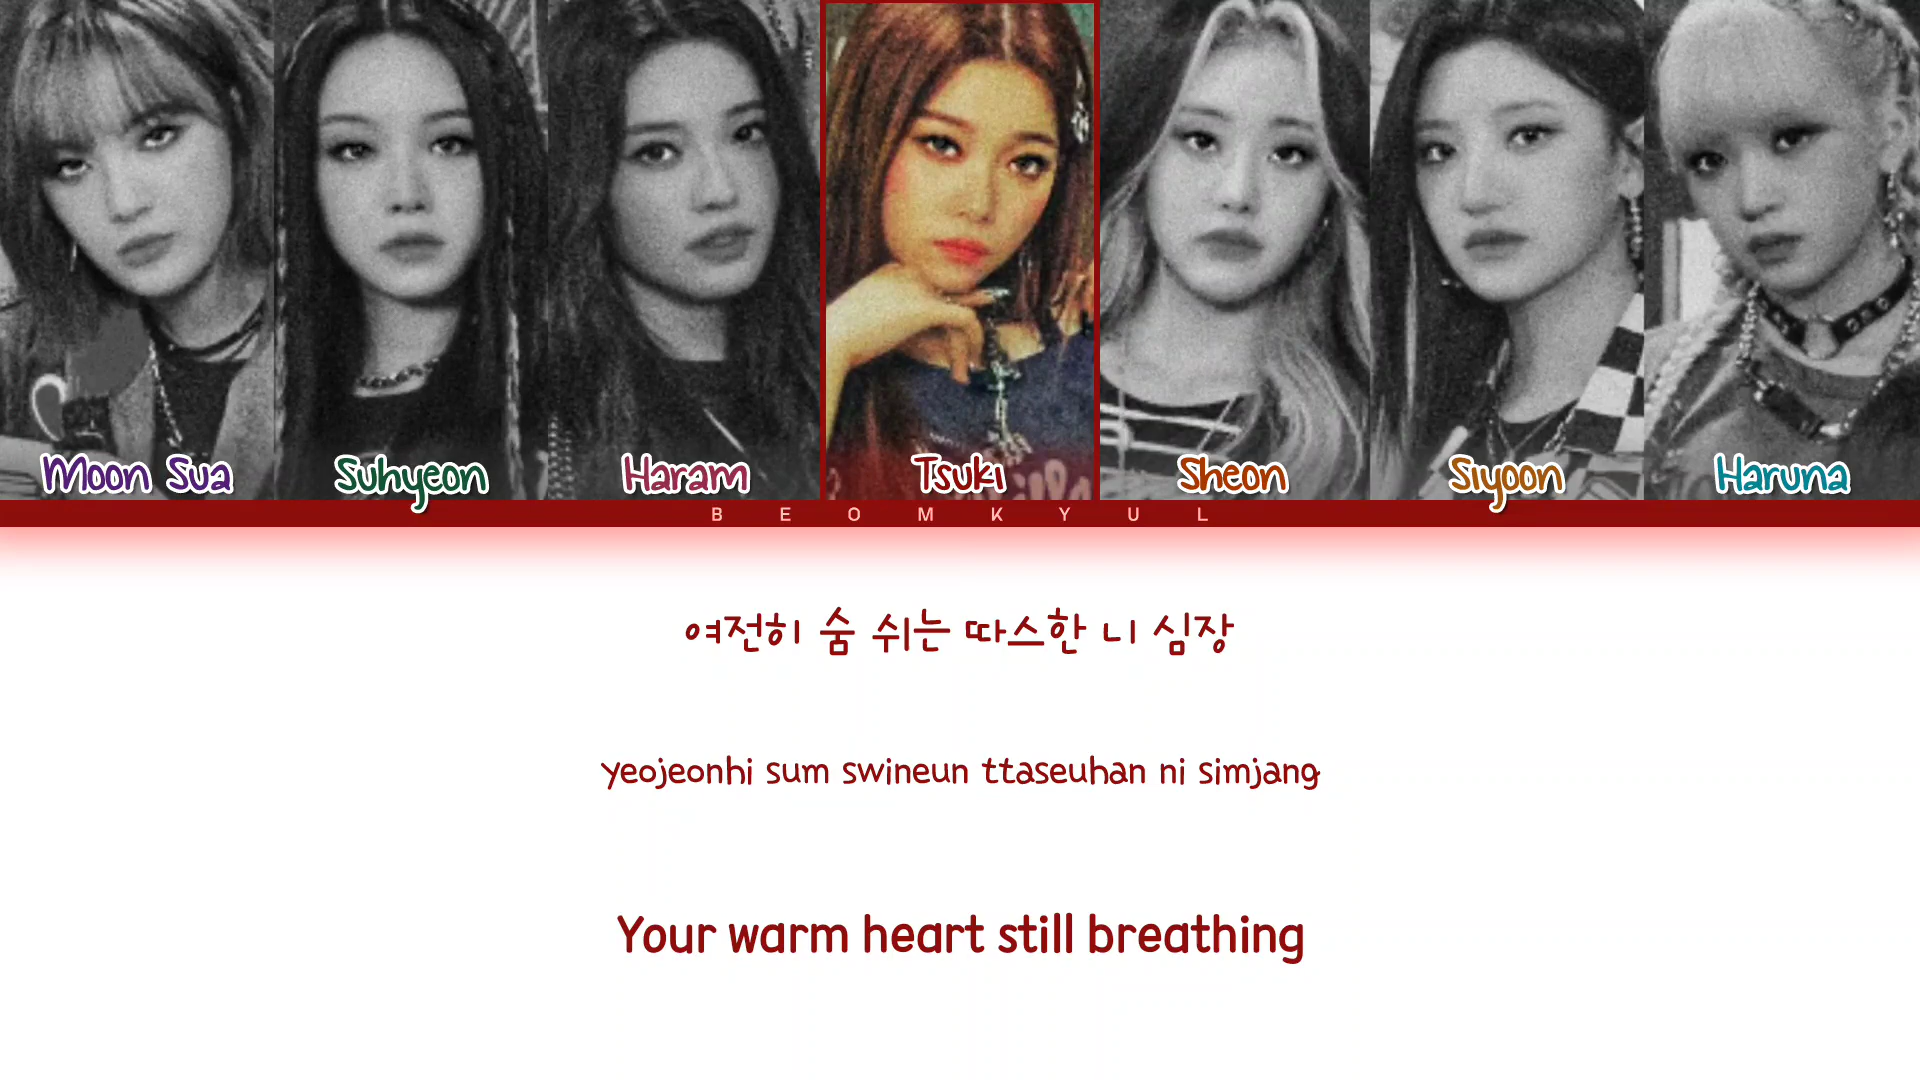 Moon Sua Suhyeon Haram Tsuki Sheon Siyoon Haruna
BEOMKYUL
여전히 숨 쉬는 따스한 니 심장
yeojeonhi sum swineun ttaseuhan ni simjang
Your warm heart still breathing